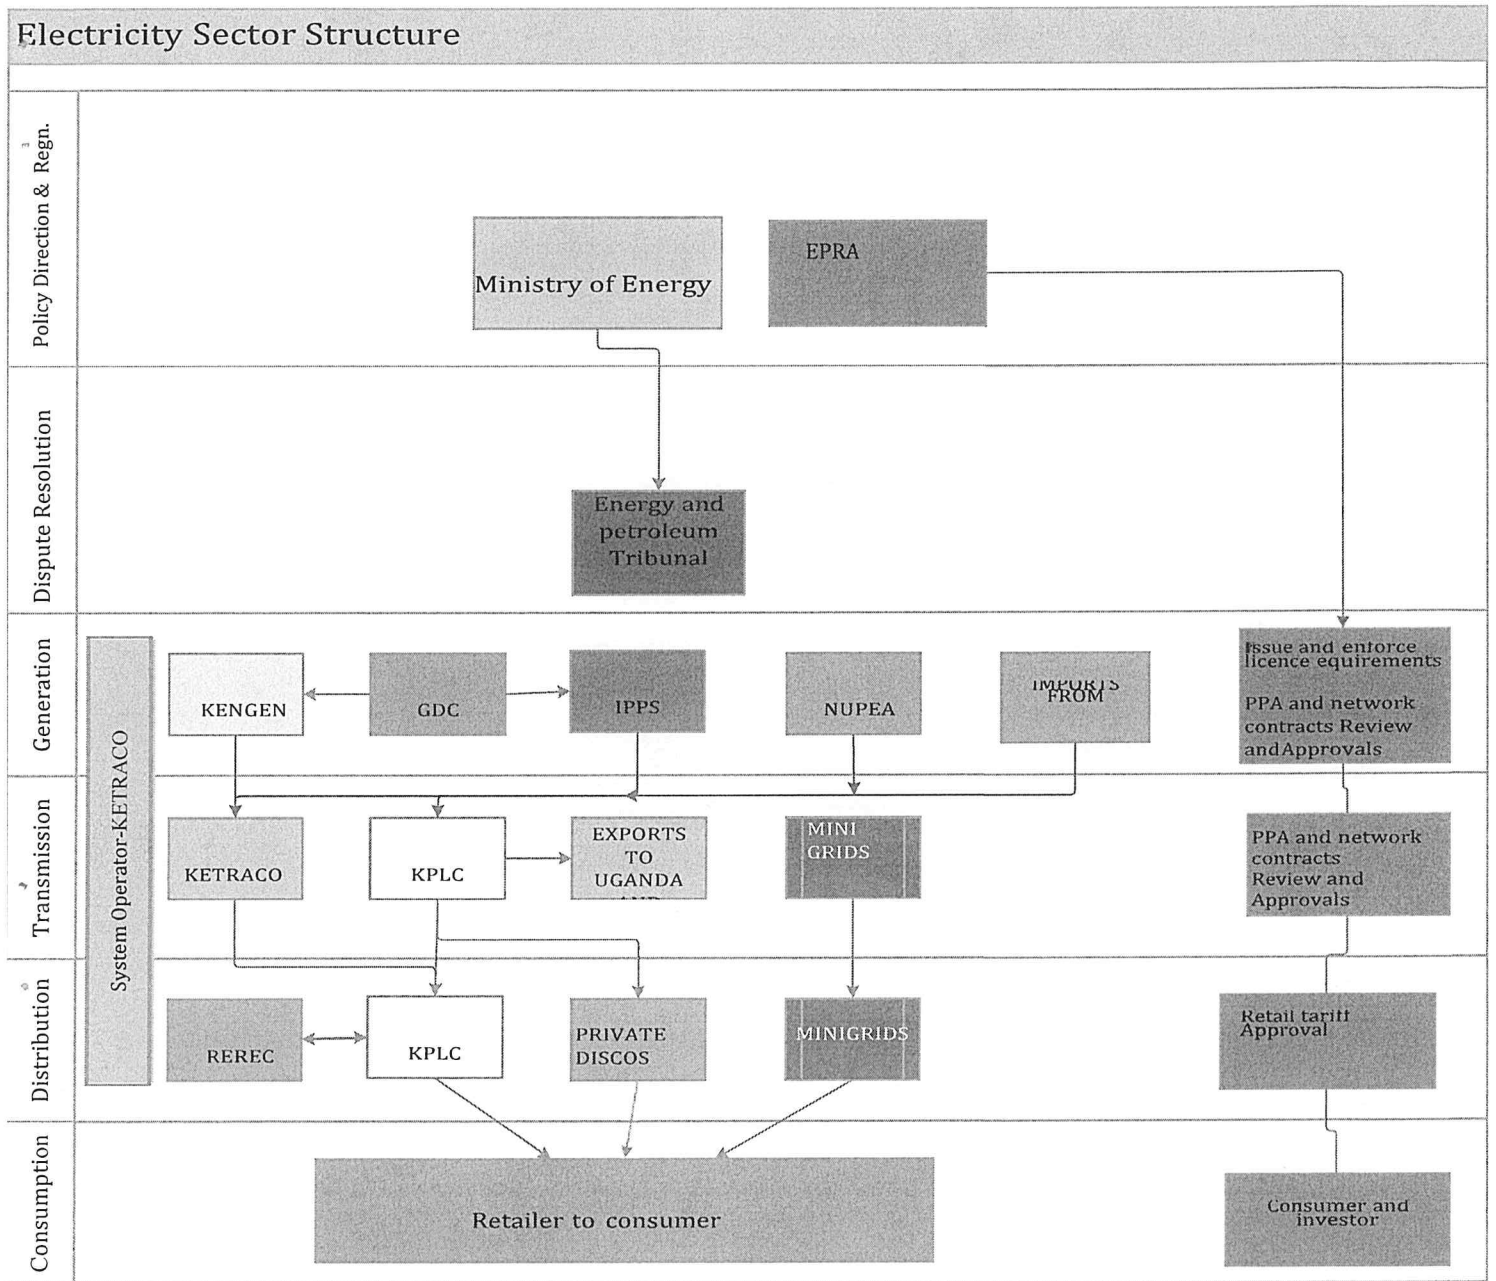 Electricity Sector Structure
Policy Direction & Regn.
Ministry of Energy
EPRA
Dispute Resolution
Energy and
petroleum
Tribunal
Generation
System Operator-KETRACO
KENGEN
GDC
IPPS
NUPEA
IMPORTS
FROM
Issue and enforce
licence equirements
PPA and network
contracts Review
andApprovals
Transmission
KETRACO
KPLC
EXPORTS
TO
UGANDA
AND
MINI
GRIDS
PPA and network
contracts
Review and
Approvals
Distribution
REREC
KPLC
PRIVATE
DISCOS
MINIGRIDS
Retail tariff
Approval
Consumption
Retailer to consumer
Consumer and
investor